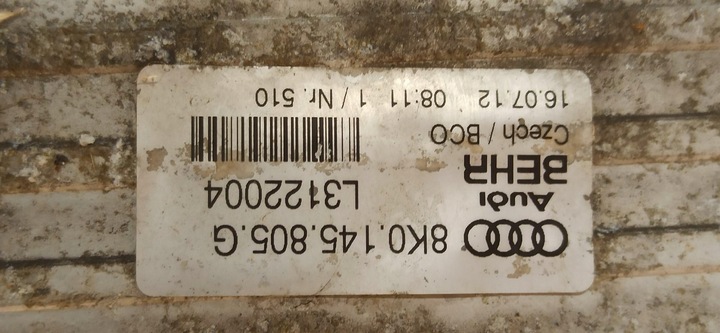 8K0.145.805.G
Audi
BEHR L3122004
Czech / BCO
16.07.12 08:11 1 / Nr. 510